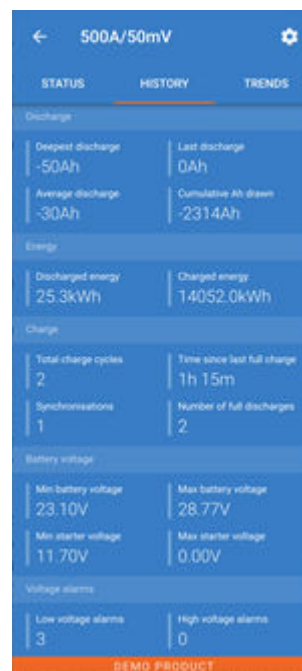 500A/50mV
STATUS HISTORY TRENDS
Discharge
Deepest discharge Last discharge
-50Ah 0Ah
Average discharge Cumulative Ah drawn
-30Ah -2314Ah
Energy
Discharged energy Charged energy
25.3kWh 14052.0kWh
Charge
Total charge cycles Time since last full charge
2 1h 15m
Synchronisations Number of full discharges
1 2
Battery voltage
Min battery voltage Max battery voltage
23.10V 28.77V
Min starter voltage Max starter voltage
11.70V 0.00V
Voltage alarms
Low voltage alarms High voltage alarms
3 0
DEMO PRODUCT